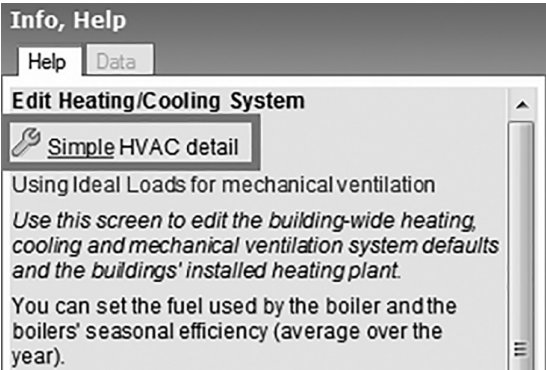 Info, Help
Help Data
Edit Heating/Cooling System
Simple HVAC detail
Using Ideal Loads for mechanical ventilation
Use this screen to edit the building-wide heating,
cooling and mechanical ventilation system defaults
and the buildings' installed heating plant.
You can set the fuel used by the boiler and the
boilers' seasonal efficiency (average over the
year).